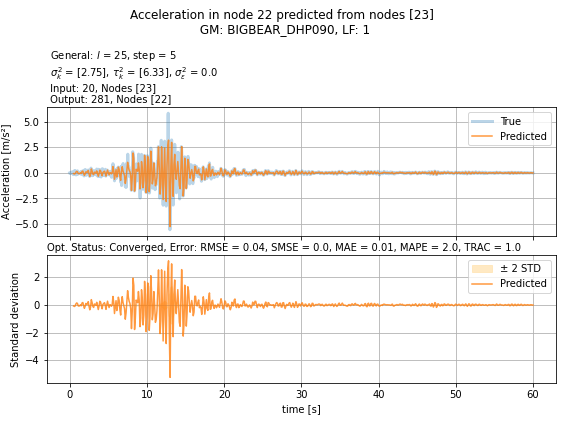 Acceleration in node 22 predicted from nodes [23]
GM: BIGBEAR_DHP090, LF: 1
General: l = 25, step = 5
σ²ₖ = [2.75], τ²ₖ = [6.33], σ²ε = 0.0
Input: 20, Nodes [23]
Output: 281, Nodes [22]
Acceleration [m/s²]
5.0
2.5
0.0
−2.5
−5.0
True
Predicted
Opt. Status: Converged, Error: RMSE = 0.04, SMSE = 0.0, MAE = 0.01, MAPE = 2.0, TRAC = 1.0
Standard deviation
2
0
−2
−4
± 2 STD
Predicted
0 10 20 30 40 50 60
time [s]